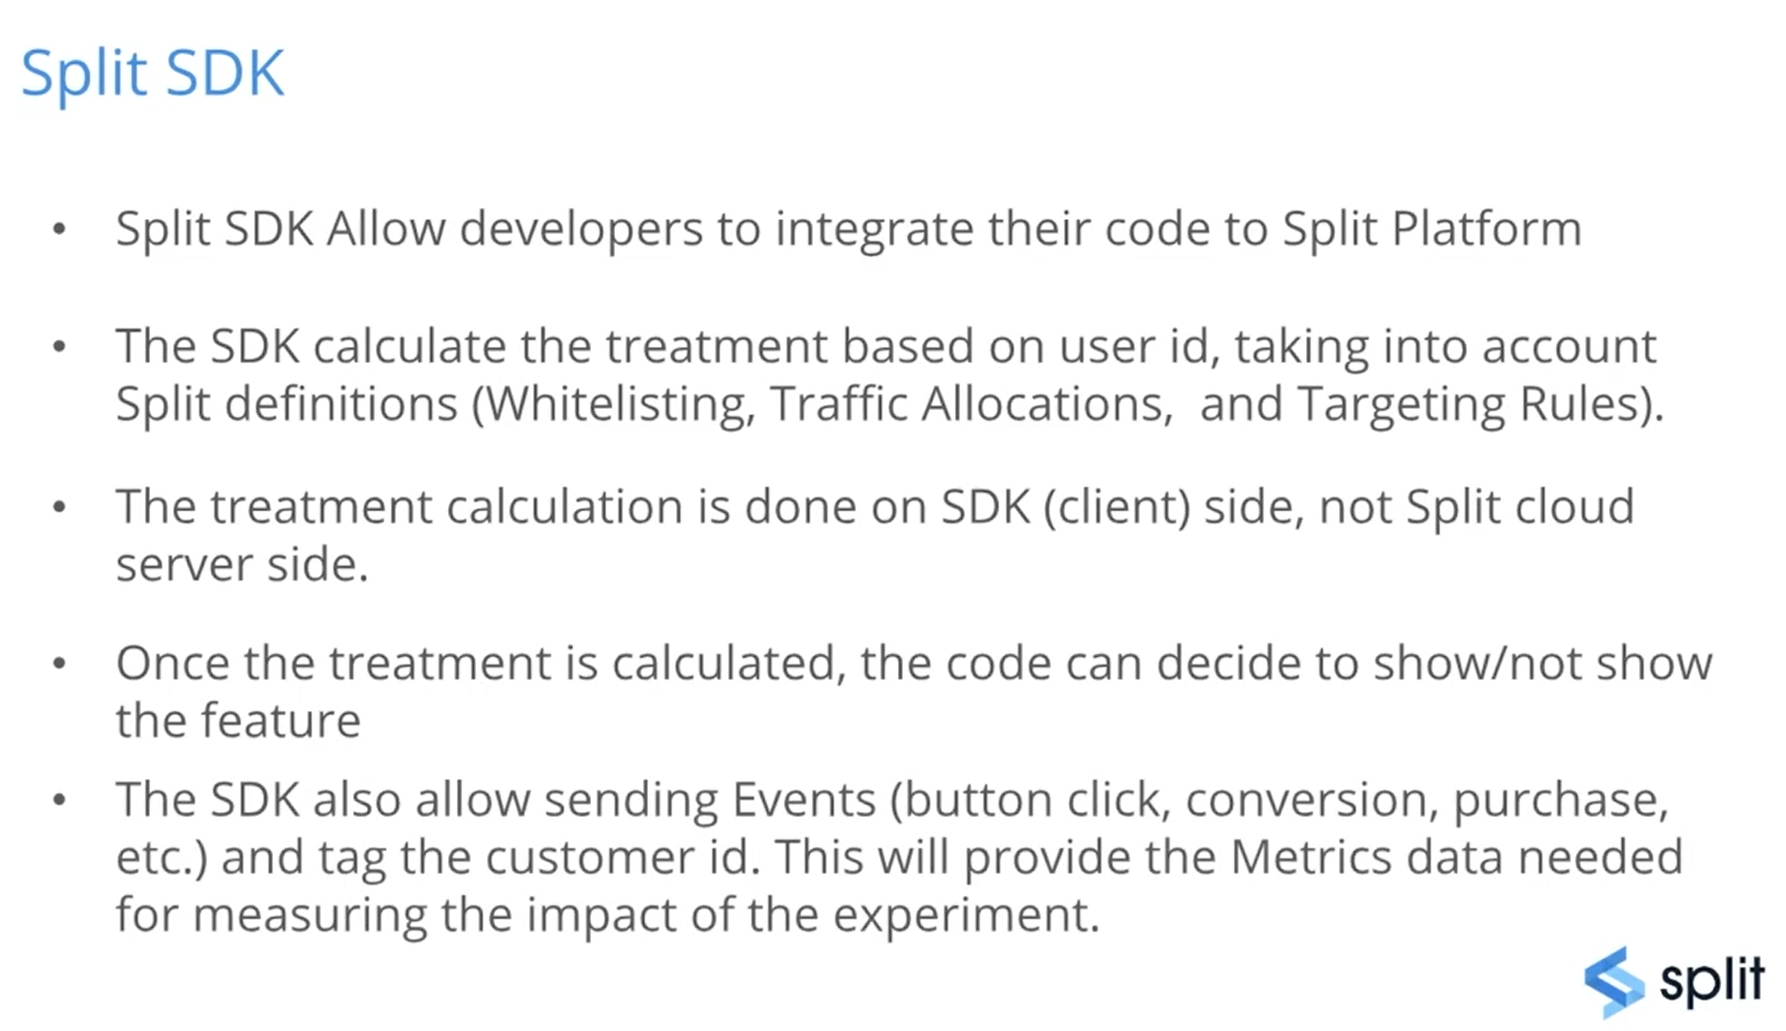 Split SDK
• Split SDK Allow developers to integrate their code to Split Platform
• The SDK calculate the treatment based on user id, taking into account
Split definitions (Whitelisting, Traffic Allocations,  and Targeting Rules).
• The treatment calculation is done on SDK (client) side, not Split cloud
server side.
• Once the treatment is calculated, the code can decide to show/not show
the feature
• The SDK also allow sending Events (button click, conversion, purchase,
etc.) and tag the customer id. This will provide the Metrics data needed
for measuring the impact of the experiment.
split